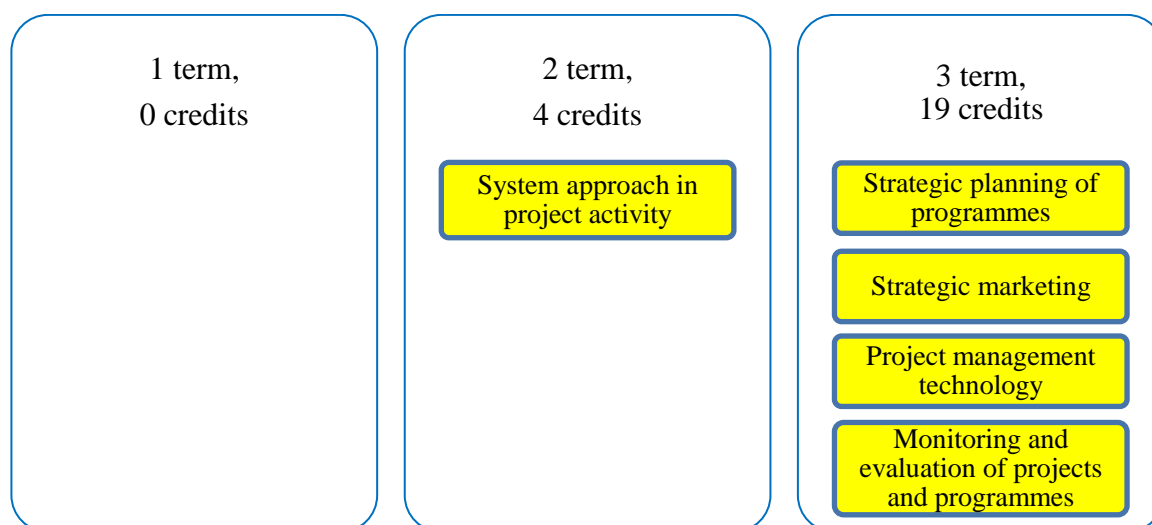 1 term,
0 credits
2 term,
4 credits
System approach in
project activity
3 term,
19 credits
Strategic planning of
programmes
Strategic marketing
Project management
technology
Monitoring and
evaluation of projects
and programmes